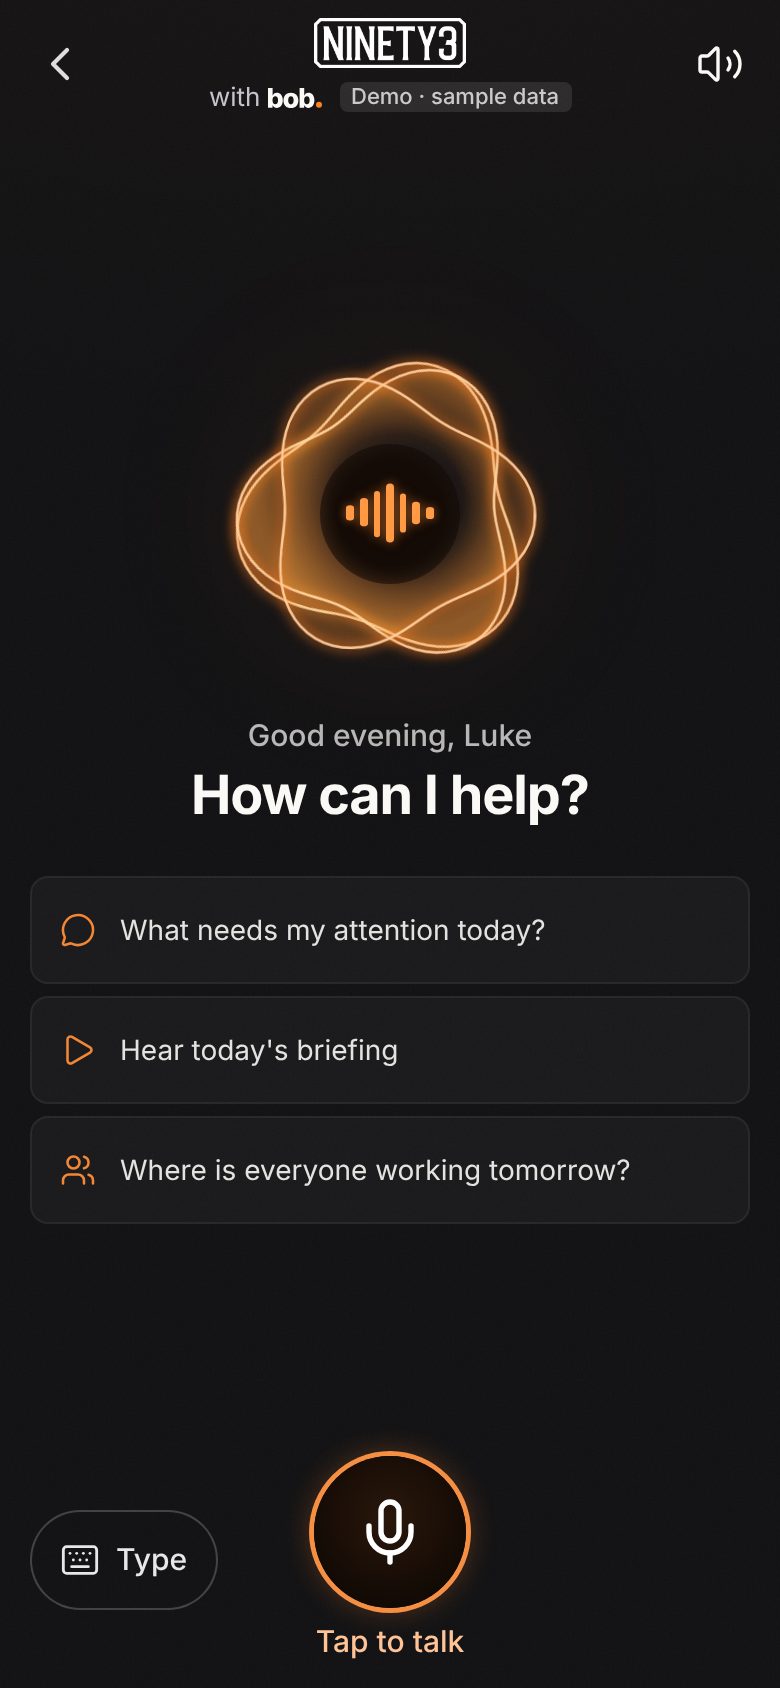 NINETY3
with bob. Demo · sample data
Good evening, Luke
How can I help?
What needs my attention today?
Hear today's briefing
Where is everyone working tomorrow?
Type
Tap to talk